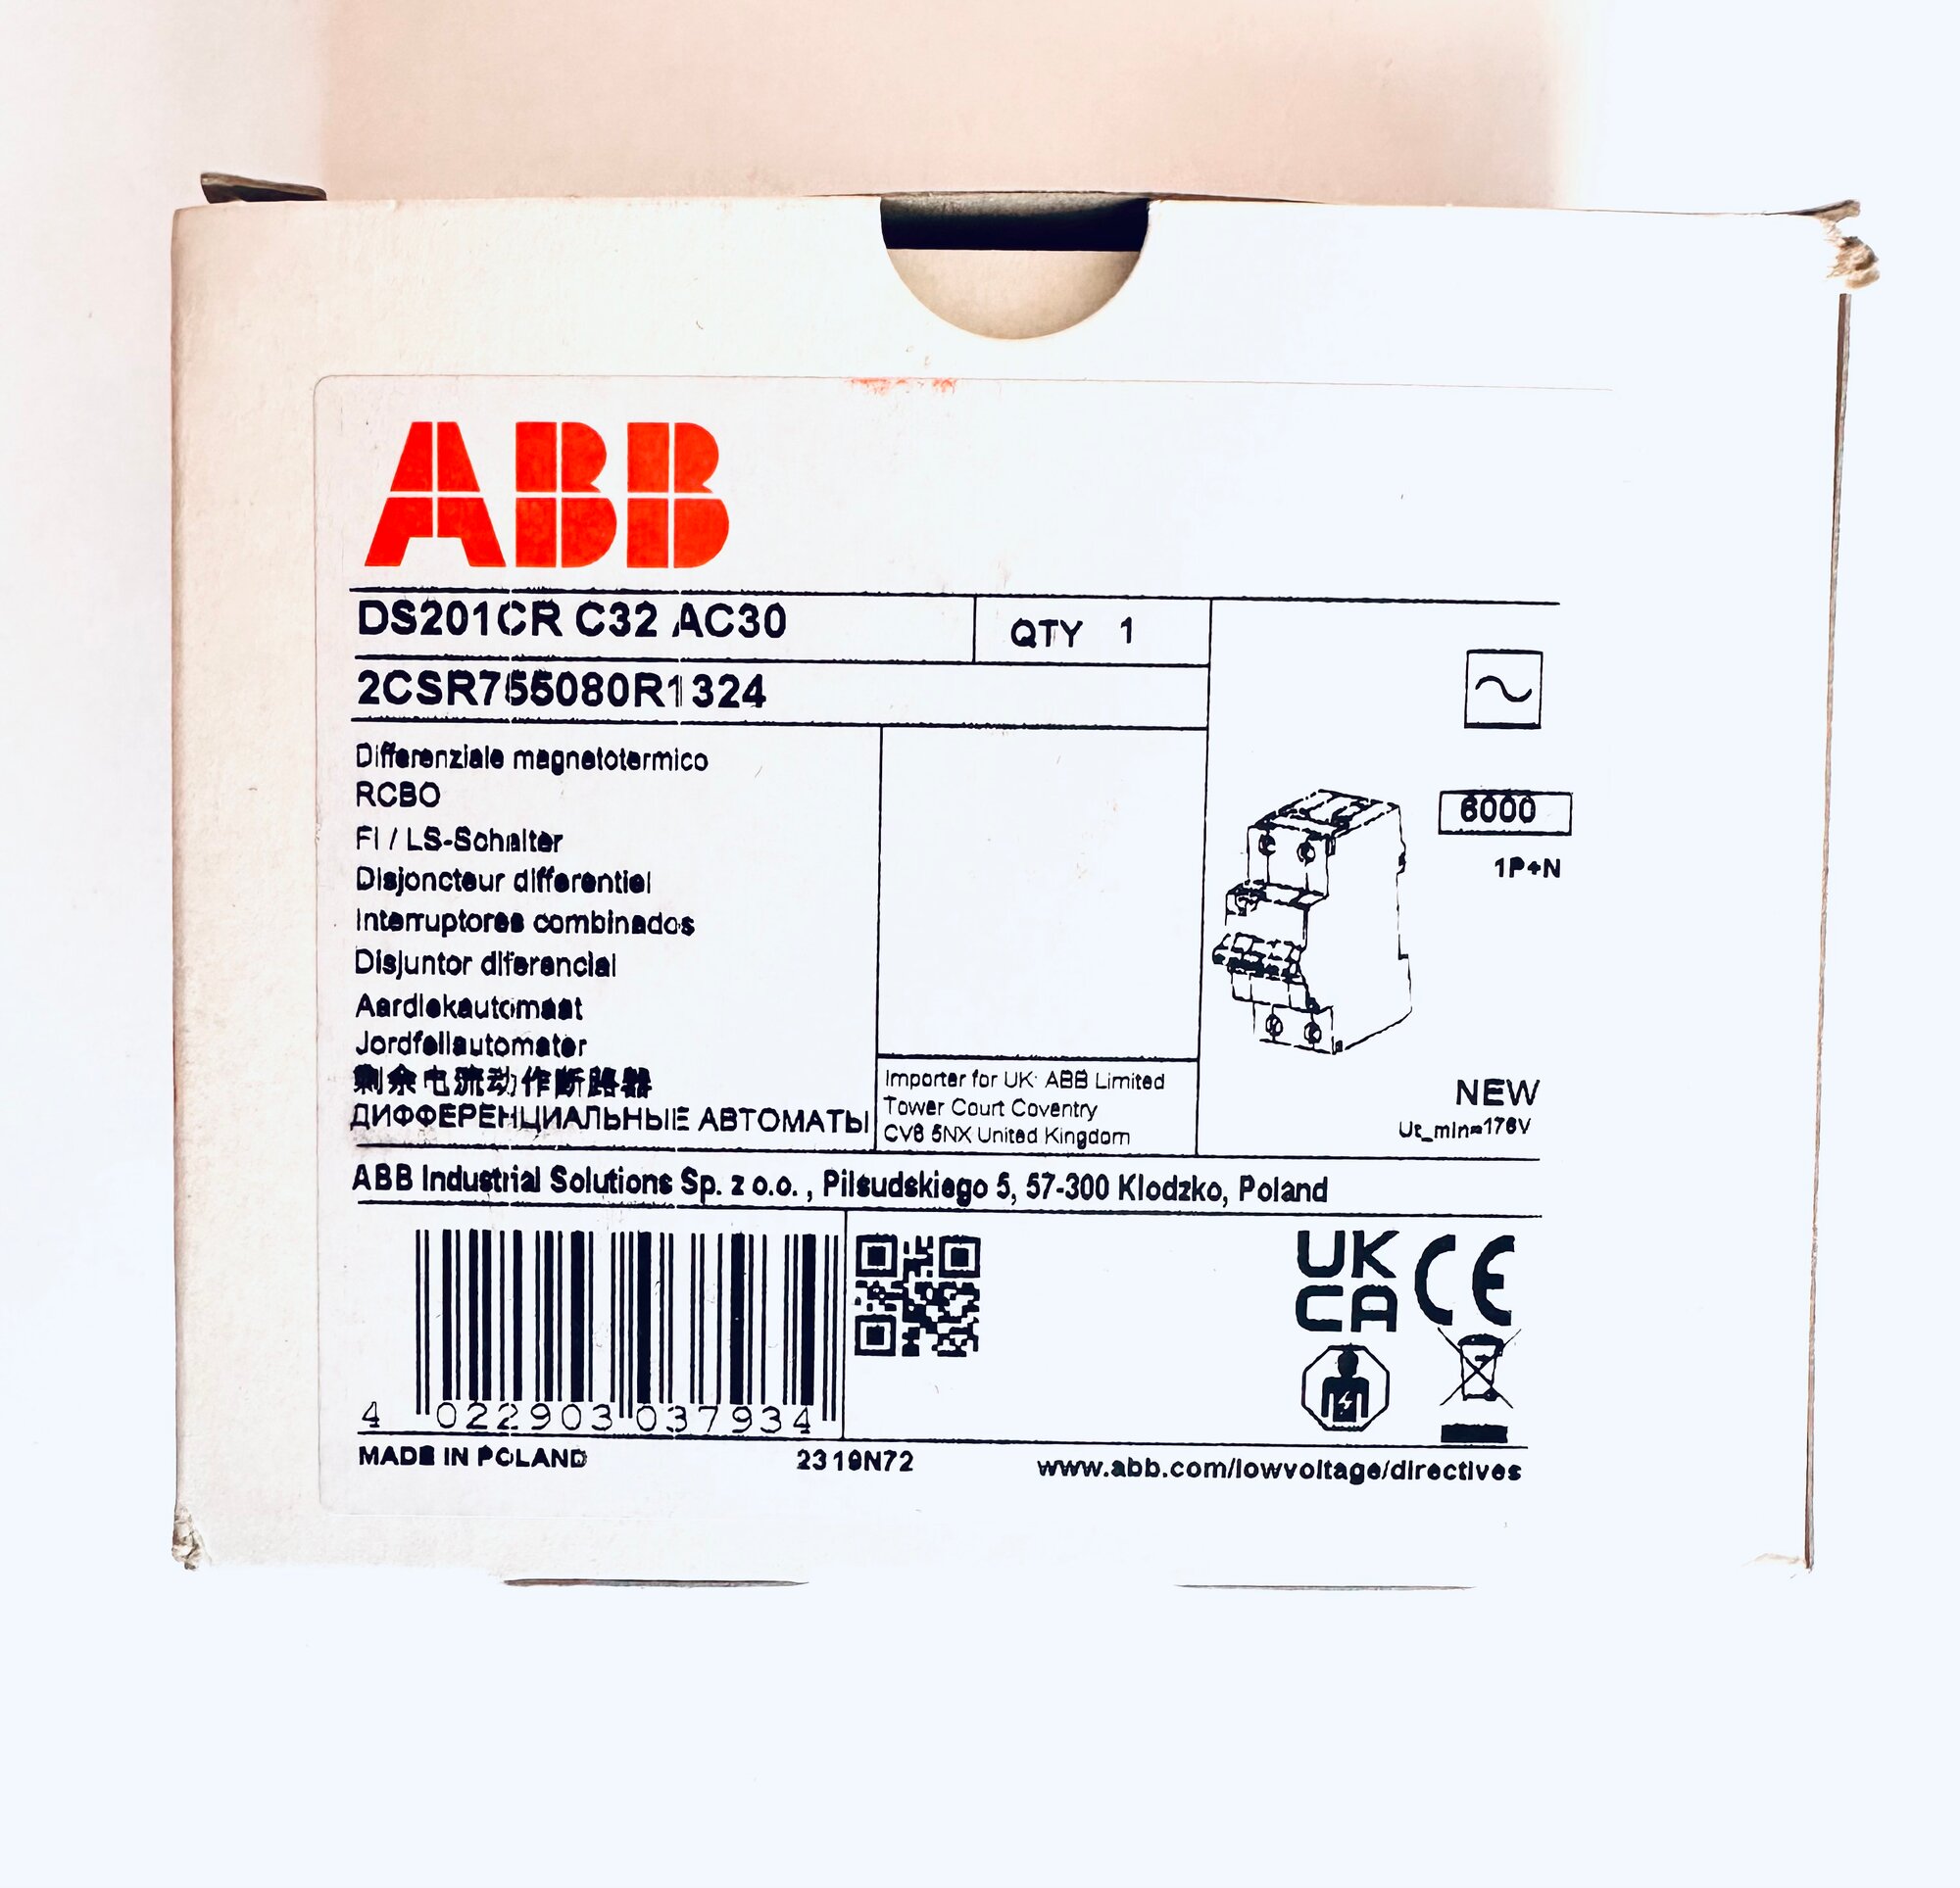 ABB
DS201CR C32 AC30
QTY 1
2CSR755080R1324
Differenziale magnetotermico
RCBO
FI / LS-Schalter
Disjoncteur differentiel
Interruptores combinados
Disjuntor diferencial
Aardlekautomaat
Jordfeilautomater
剩余电流动作断路器
ДИФФЕРЕНЦИАЛЬНЫЕ АВТОМАТЫ
Importer for UK: ABB Limited
Tower Court Coventry
CV6 5NX United Kingdom
6000
1P+N
NEW
Ut_min=176V
ABB Industrial Solutions Sp. z o.o. , Pilsudskiego 5, 57-300 Klodzko, Poland
4 022903 037934
UK
CA
CE
MADE IN POLAND
2319N72
www.abb.com/lowvoltage/directives